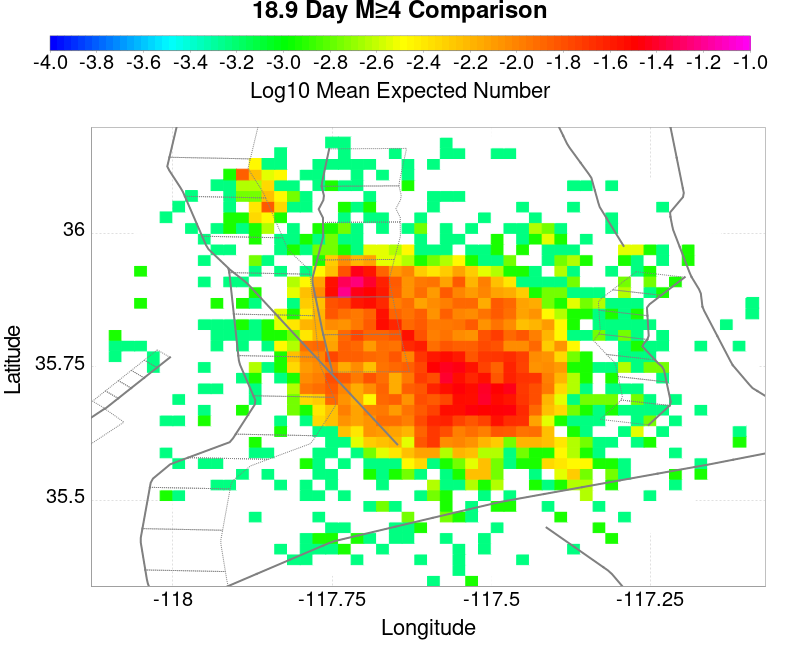 18.9 Day M≥4 Comparison
-4.0 -3.8 -3.6 -3.4 -3.2 -3.0 -2.8 -2.6 -2.4 -2.2 -2.0 -1.8 -1.6 -1.4 -1.2 -1.0
Log10 Mean Expected Number
36
35.75
35.5
Latitude
-118 -117.75 -117.5 -117.25
Longitude